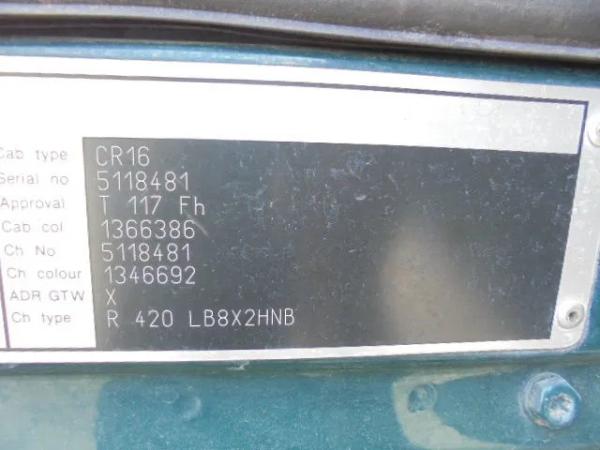 Cab type CR16
Serial no 5118481
Approval T 117 Fh
Cab col 1366386
Ch No 5118481
Ch colour 1346692
ADR GTW X
Ch type R 420 LB8X2HNB